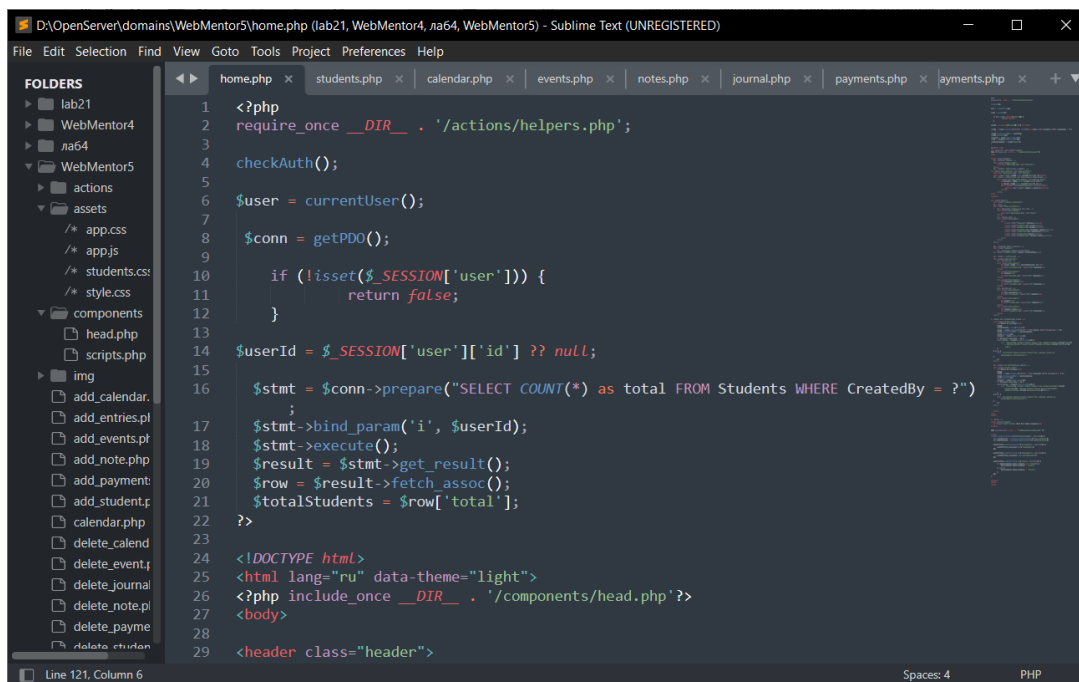 D:\OpenServer\domains\WebMentor5\home.php (lab21, WebMentor4, ла64, WebMentor5) - Sublime Text (UNREGISTERED)
File Edit Selection Find View Goto Tools Project Preferences Help
FOLDERS
lab21
WebMentor4
ла64
WebMentor5
actions
assets
/* app.css
/* app.js
/* students.css
/* style.css
components
head.php
scripts.php
img
add_calendar.
add_entries.pl
add_events.ph
add_note.php
add_payment
add_student.p
calendar.php
delete_calend
delete_event.p
delete_journal
delete_note.pl
delete_payme
delete_studen
home.php × students.php × calendar.php × events.php × notes.php × journal.php × payments.php × ayments.php × +
1 <?php
2 require_once __DIR__ . '/actions/helpers.php';
3
4 checkAuth();
5
6 $user = currentUser();
7
8 $conn = getPDO();
9
10 if (!isset($_SESSION['user'])) {
11 return false;
12 }
13
14 $userId = $_SESSION['user']['id'] ?? null;
15
16 $stmt = $conn->prepare("SELECT COUNT(*) as total FROM Students WHERE CreatedBy = ?")
;
17 $stmt->bind_param('i', $userId);
18 $stmt->execute();
19 $result = $stmt->get_result();
20 $row = $result->fetch_assoc();
21 $totalStudents = $row['total'];
22 ?>
23
24 <!DOCTYPE html>
25 <html lang="ru" data-theme="light">
26 <?php include_once __DIR__ . '/components/head.php'?>
27 <body>
28
29 <header class="header">
Line 121, Column 6 Spaces: 4 PHP